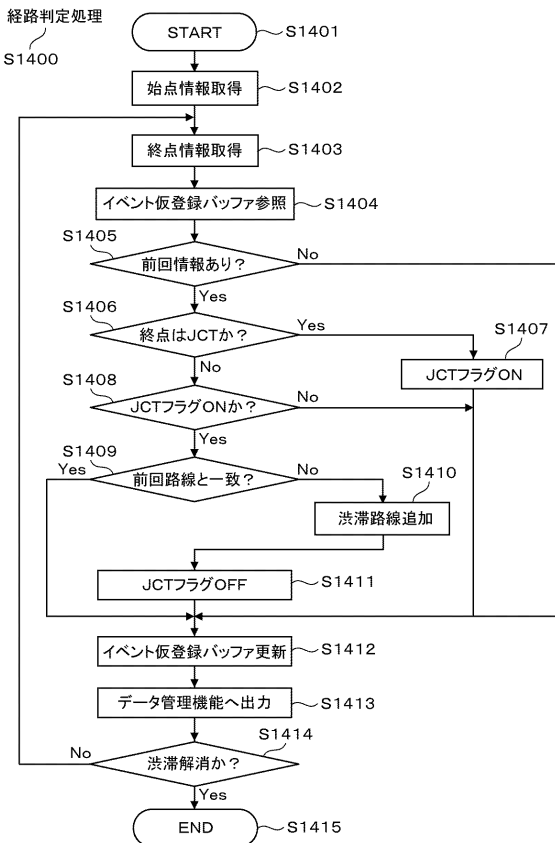 経路判定処理
S1400
START
S1401
始点情報取得
S1402
終点情報取得
S1403
イベント仮登録バッファ参照
S1404
S1405
前回情報あり？
No
Yes
S1406
終点はJCTか？
Yes
No
S1407
JCTフラグON
S1408
JCTフラグONか？
No
Yes
S1409
Yes
前回路線と一致？
No
S1410
渋滞路線追加
JCTフラグOFF
S1411
イベント仮登録バッファ更新
S1412
データ管理機能へ出力
S1413
S1414
No
渋滞解消か？
Yes
END
S1415